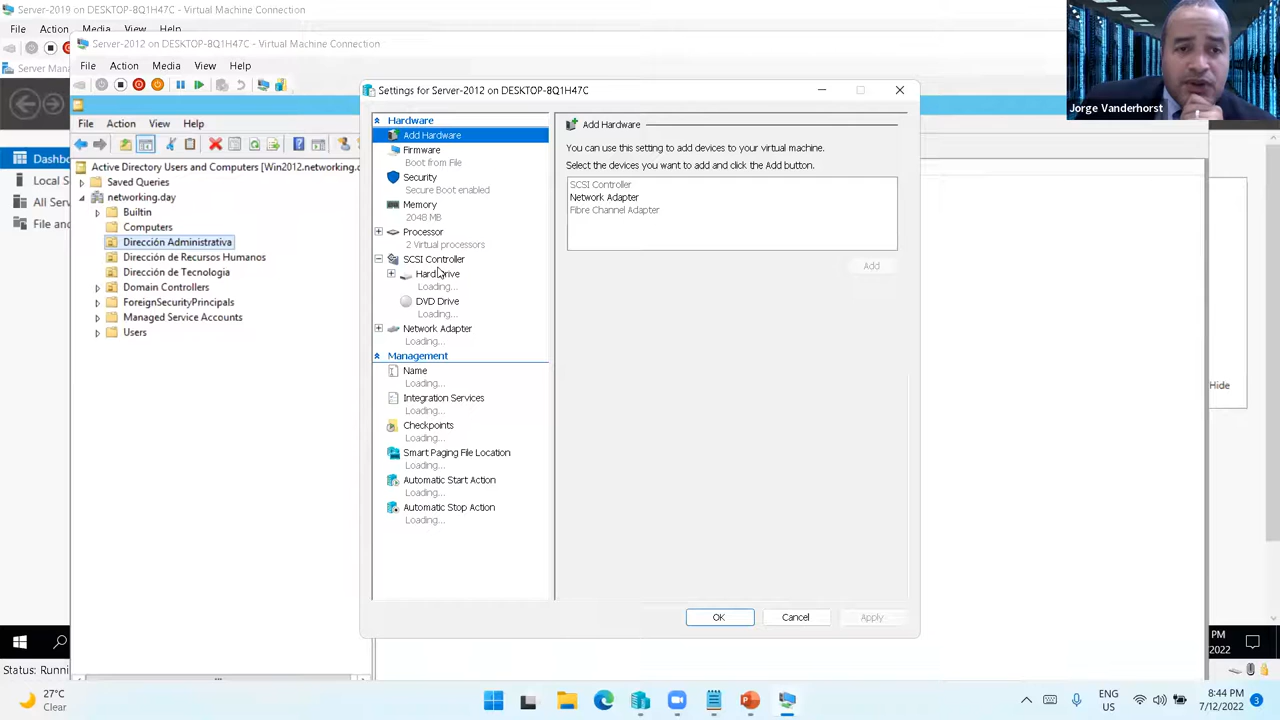 Server-2019 on DESKTOP-8Q1H47C - Virtual Machine Connection
File Action Media View Help
Server-2012 on DESKTOP-8Q1H47C - Virtual Machine Connection
File Action Media View Help
Server Man
Settings for Server-2012 on DESKTOP-8Q1H47C
Jorge Vanderhorst
File Action View Help
Active Directory Users and Computers [Win2012.networking.d
Saved Queries
networking.day
Builtin
Computers
Dirección Administrativa
Dirección de Recursos Humanos
Dirección de Tecnologia
Domain Controllers
ForeignSecurityPrincipals
Managed Service Accounts
Users
Dashbo
Local S
All Serv
File and
Hardware
Add Hardware
Firmware
Boot from File
Security
Secure Boot enabled
Memory
2048 MB
Processor
2 Virtual processors
SCSI Controller
Hard Drive
Loading...
DVD Drive
Loading...
Network Adapter
Loading...
Management
Name
Loading...
Integration Services
Loading...
Checkpoints
Loading...
Smart Paging File Location
Loading...
Automatic Start Action
Loading...
Automatic Stop Action
Loading...
Add Hardware
You can use this setting to add devices to your virtual machine.
Select the devices you want to add and click the Add button.
SCSI Controller
Network Adapter
Fibre Channel Adapter
Add
OK Cancel Apply
Hide
PM
2022
Status: Runni
27°C
Clear
ENG
US
8:44 PM
7/12/2022
3